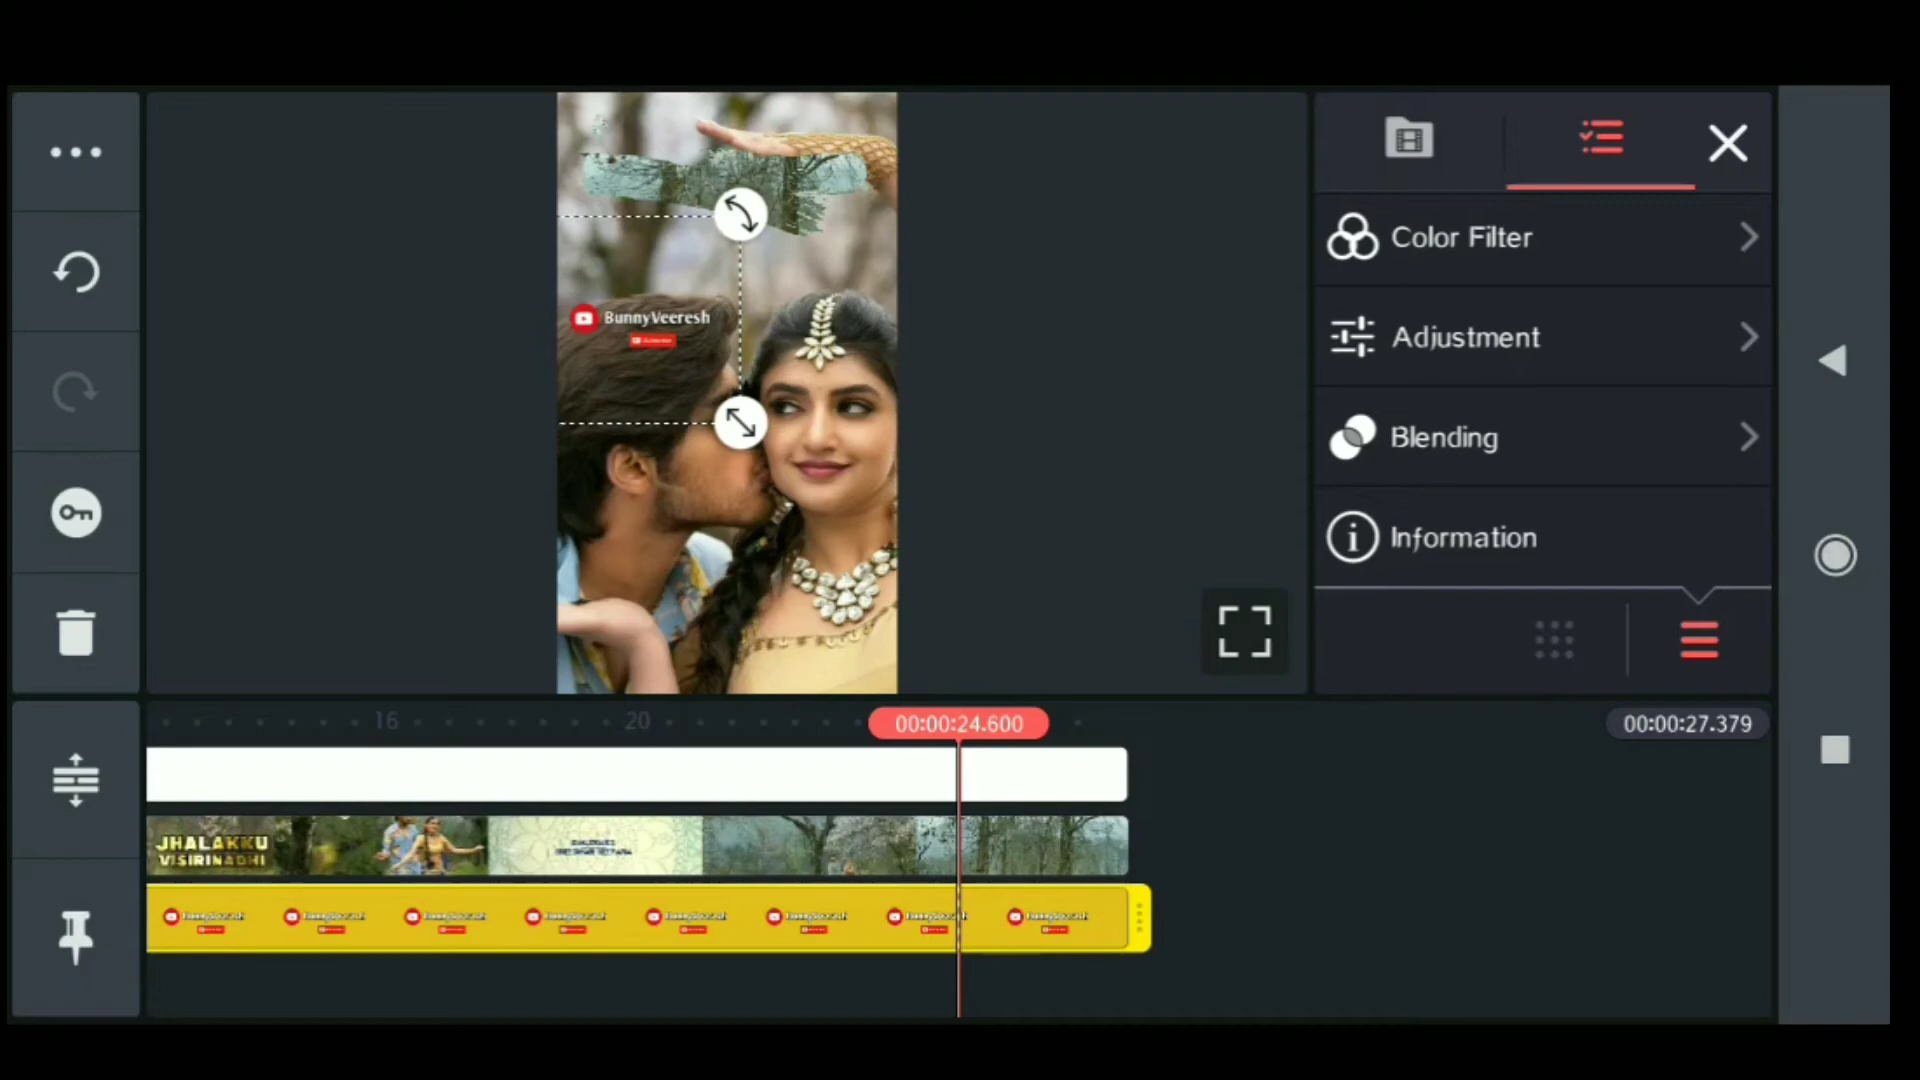 Color Filter
BunnyVeeresh
Adjustment
Blending
Information
16
20
00:00:24.600
00:00:27.379
JHALAKKU
VISIRINADHI